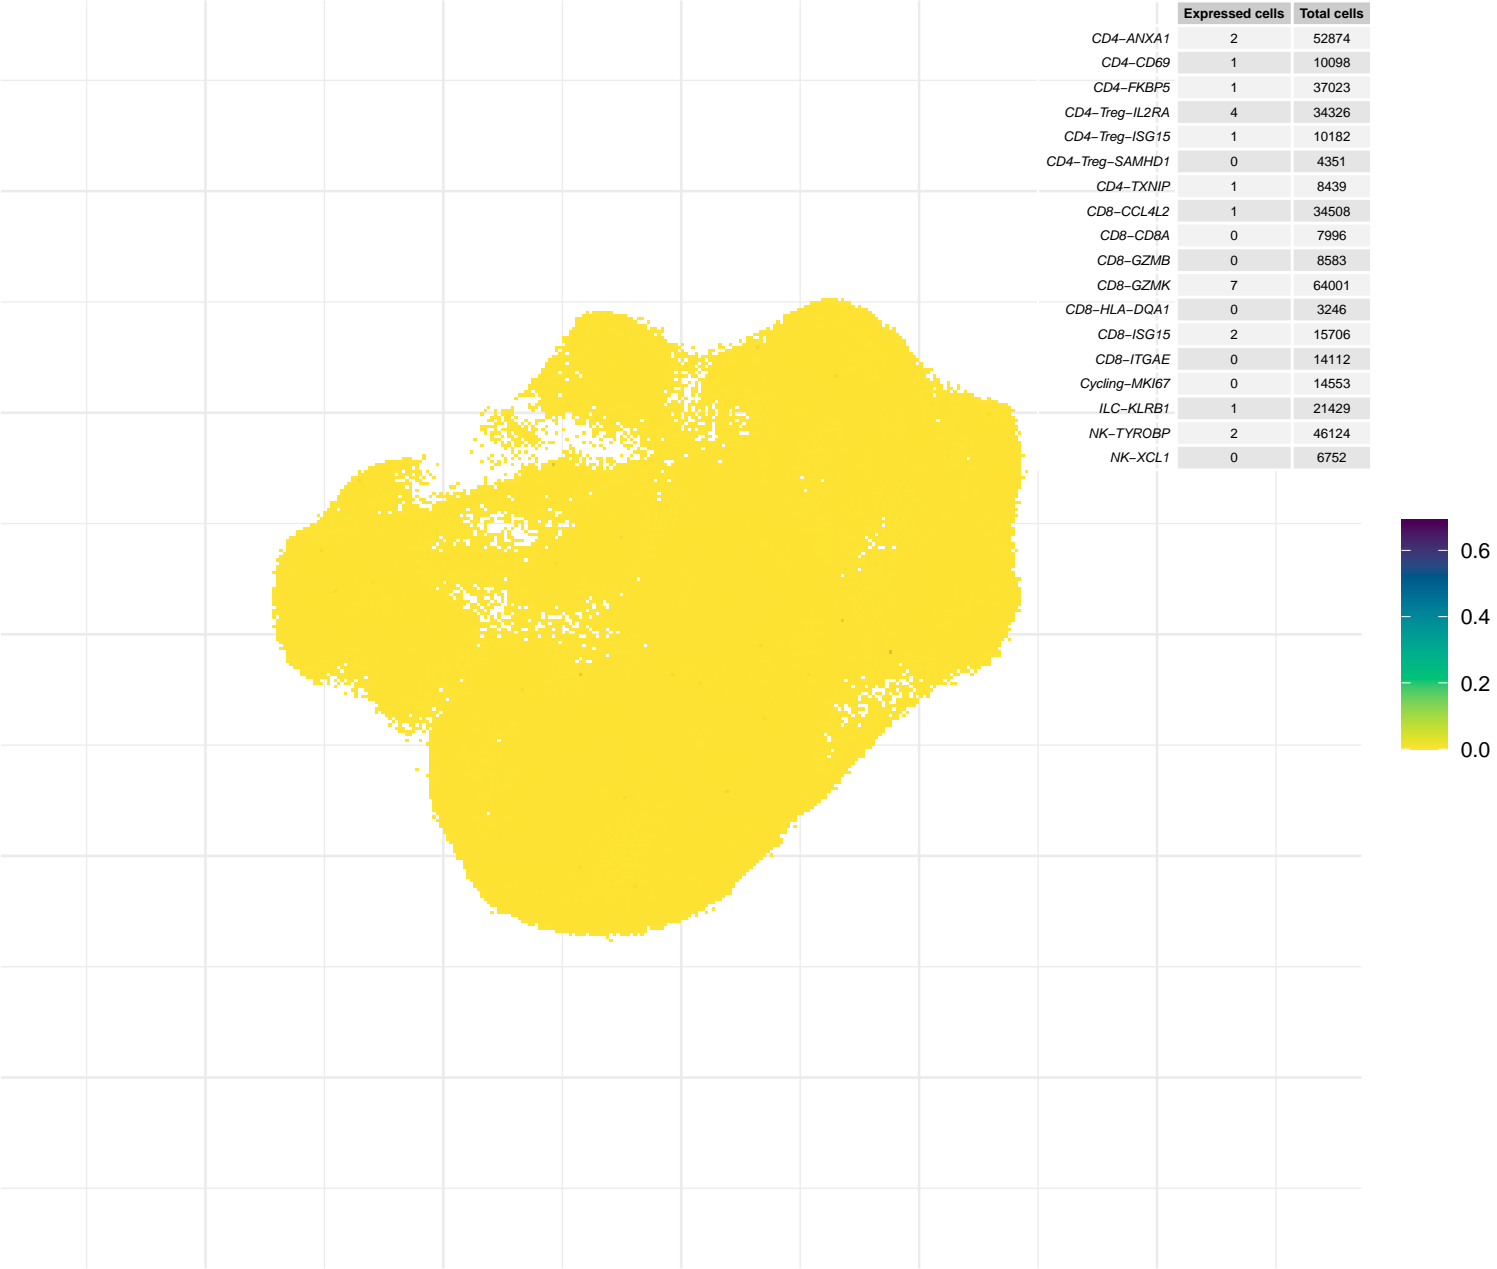 Expressed cells Total cells
CD4−ANXA1 2 52874
CD4−CD69 1 10098
CD4−FKBP5 1 37023
CD4−Treg−IL2RA 4 34326
CD4−Treg−ISG15 1 10182
CD4−Treg−SAMHD1 0 4351
CD4−TXNIP 1 8439
CD8−CCL4L2 1 34508
CD8−CD8A 0 7996
CD8−GZMB 0 8583
CD8−GZMK 7 64001
CD8−HLA−DQA1 0 3246
CD8−ISG15 2 15706
CD8−ITGAE 0 14112
Cycling−MKI67 0 14553
ILC−KLRB1 1 21429
NK−TYROBP 2 46124
NK−XCL1 0 6752
0.6
0.4
0.2
0.0